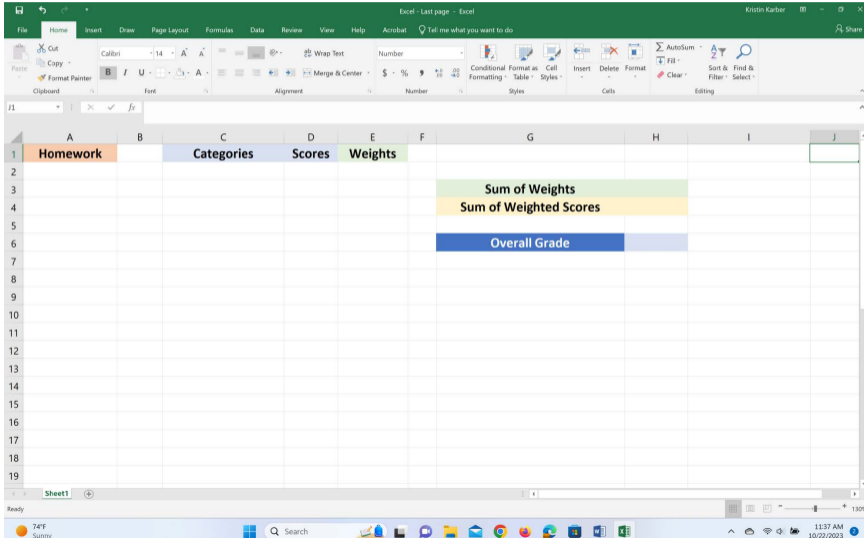 Excel - Last page - Excel
Kristin Karber
File Home Insert Draw Page Layout Formulas Data Review View Help Acrobat Tell me what you want to do
Share
Paste
Cut
Copy
Format Painter
Clipboard
Calibri 14 A A
B I U A
Font
Wrap Text
Merge & Center
Alignment
Number
$ % ,
Number
Conditional Formatting
Format as Table
Cell Styles
Styles
Insert Delete Format
Cells
AutoSum
Fill
Clear
Sort & Filter
Find & Select
Editing
J1 fx
A B C D E F G H I J
1 Homework Categories Scores Weights
2
3 Sum of Weights
4 Sum of Weighted Scores
5
6 Overall Grade
7
8
9
10
11
12
13
14
15
16
17
18
19
Sheet1
Ready
130%
74°F
Sunny
Search
11:37 AM
10/22/2023